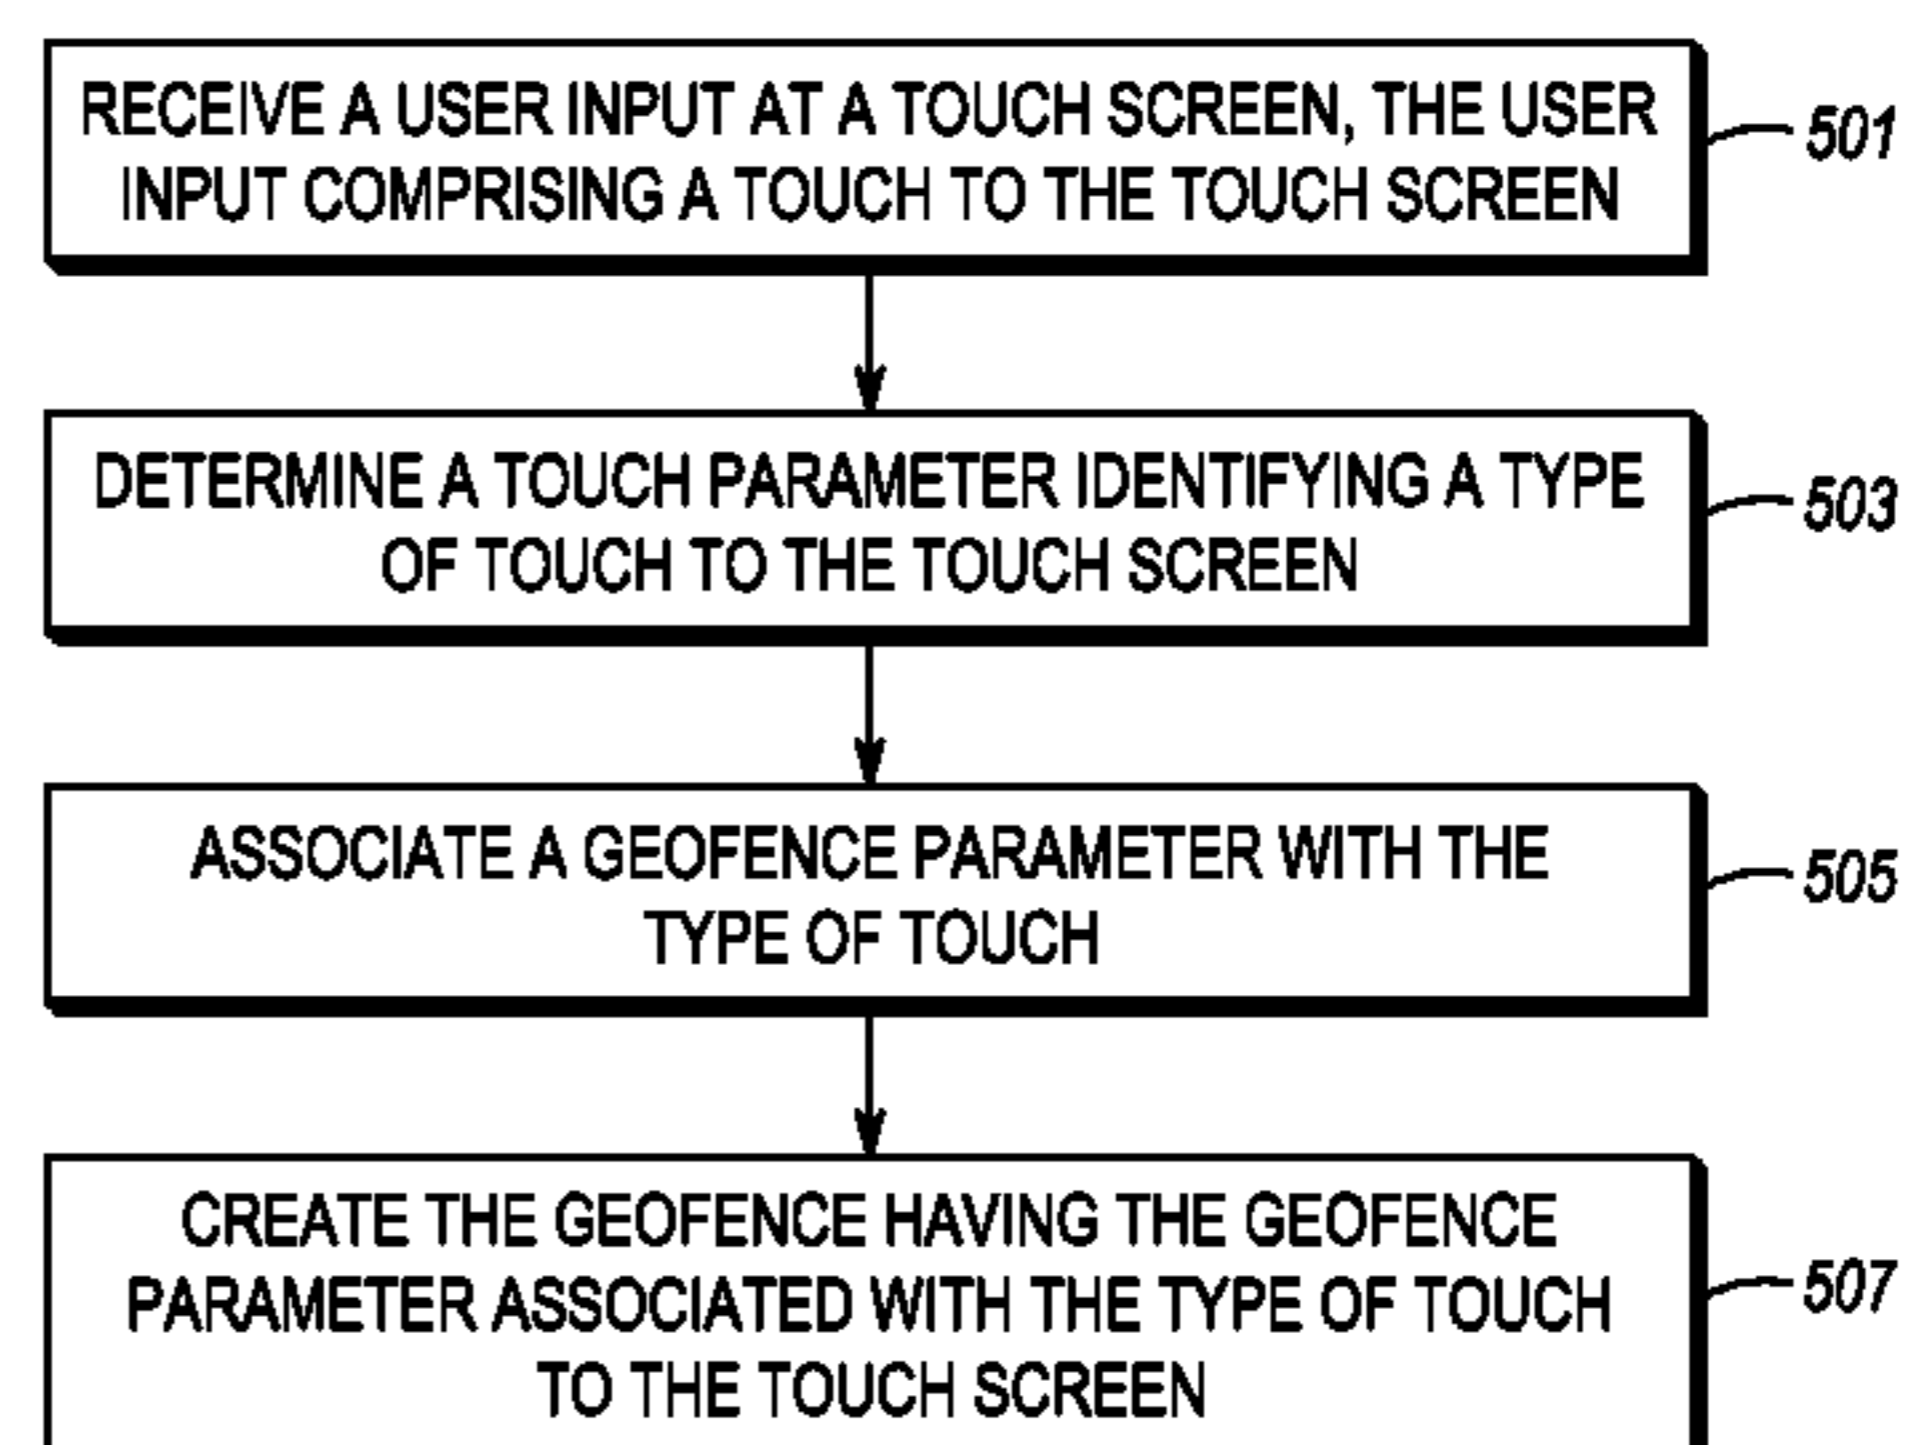 RECEIVE A USER INPUT AT A TOUCH SCREEN, THE USER
INPUT COMPRISING A TOUCH TO THE TOUCH SCREEN
501
DETERMINE A TOUCH PARAMETER IDENTIFYING A TYPE
OF TOUCH TO THE TOUCH SCREEN
503
ASSOCIATE A GEOFENCE PARAMETER WITH THE
TYPE OF TOUCH
505
CREATE THE GEOFENCE HAVING THE GEOFENCE
PARAMETER ASSOCIATED WITH THE TYPE OF TOUCH
TO THE TOUCH SCREEN
507